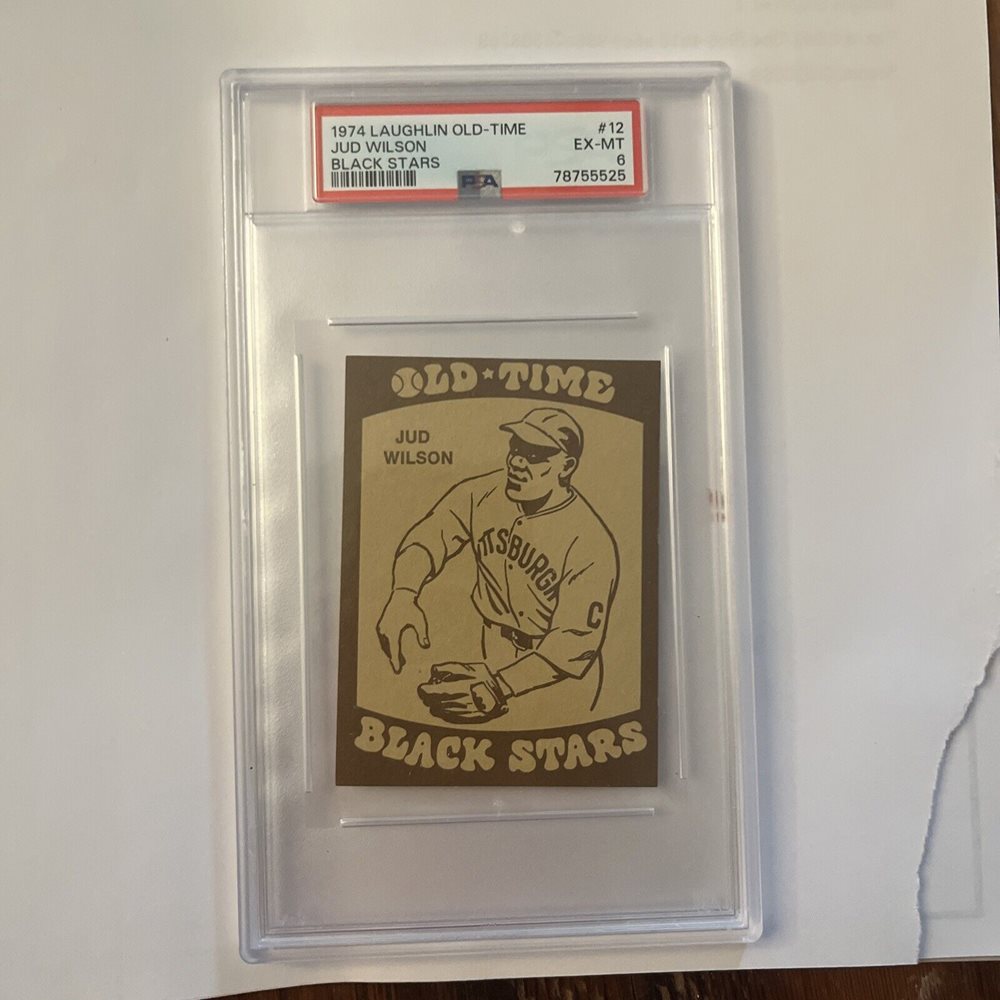 1974 LAUGHLIN OLD-TIME #12
JUD WILSON EX-MT
BLACK STARS 6
PSA 78755525
OLD★TIME
JUD
WILSON
TTSBURGH
C
BLACK STARS